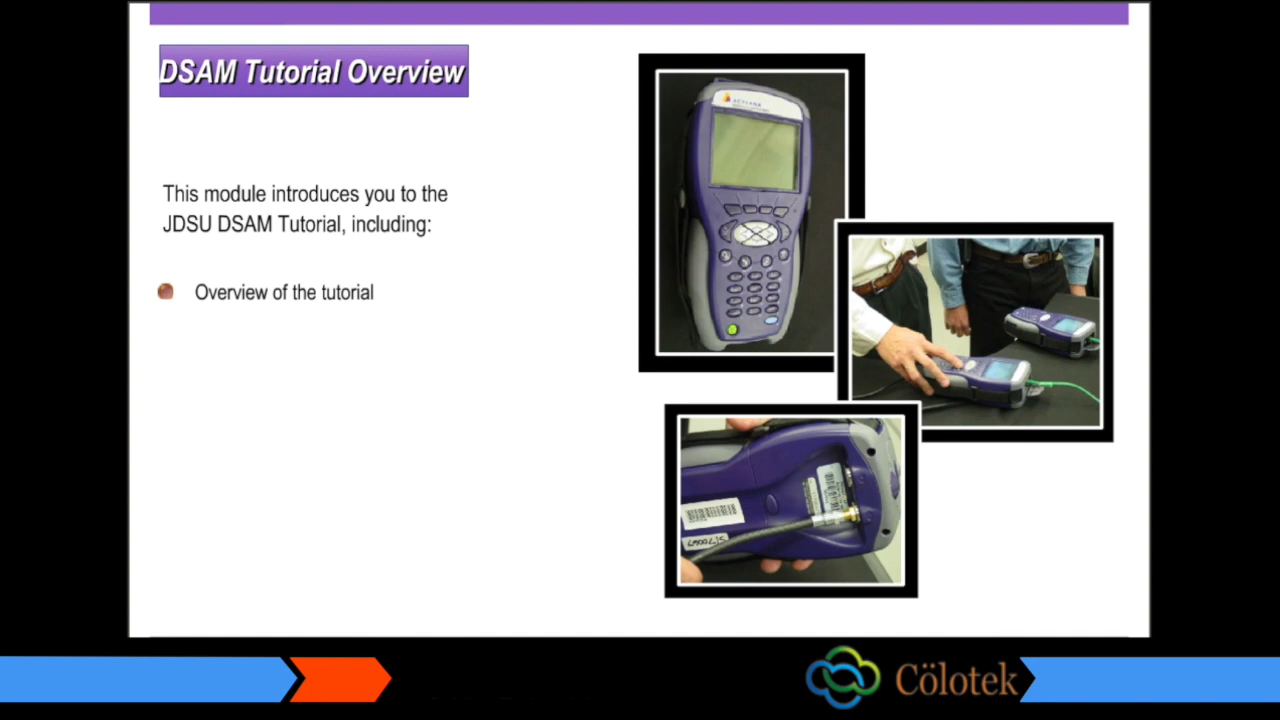 DSAM Tutorial Overview
This module introduces you to the
JDSU DSAM Tutorial, including:
Overview of the tutorial
Cölotek